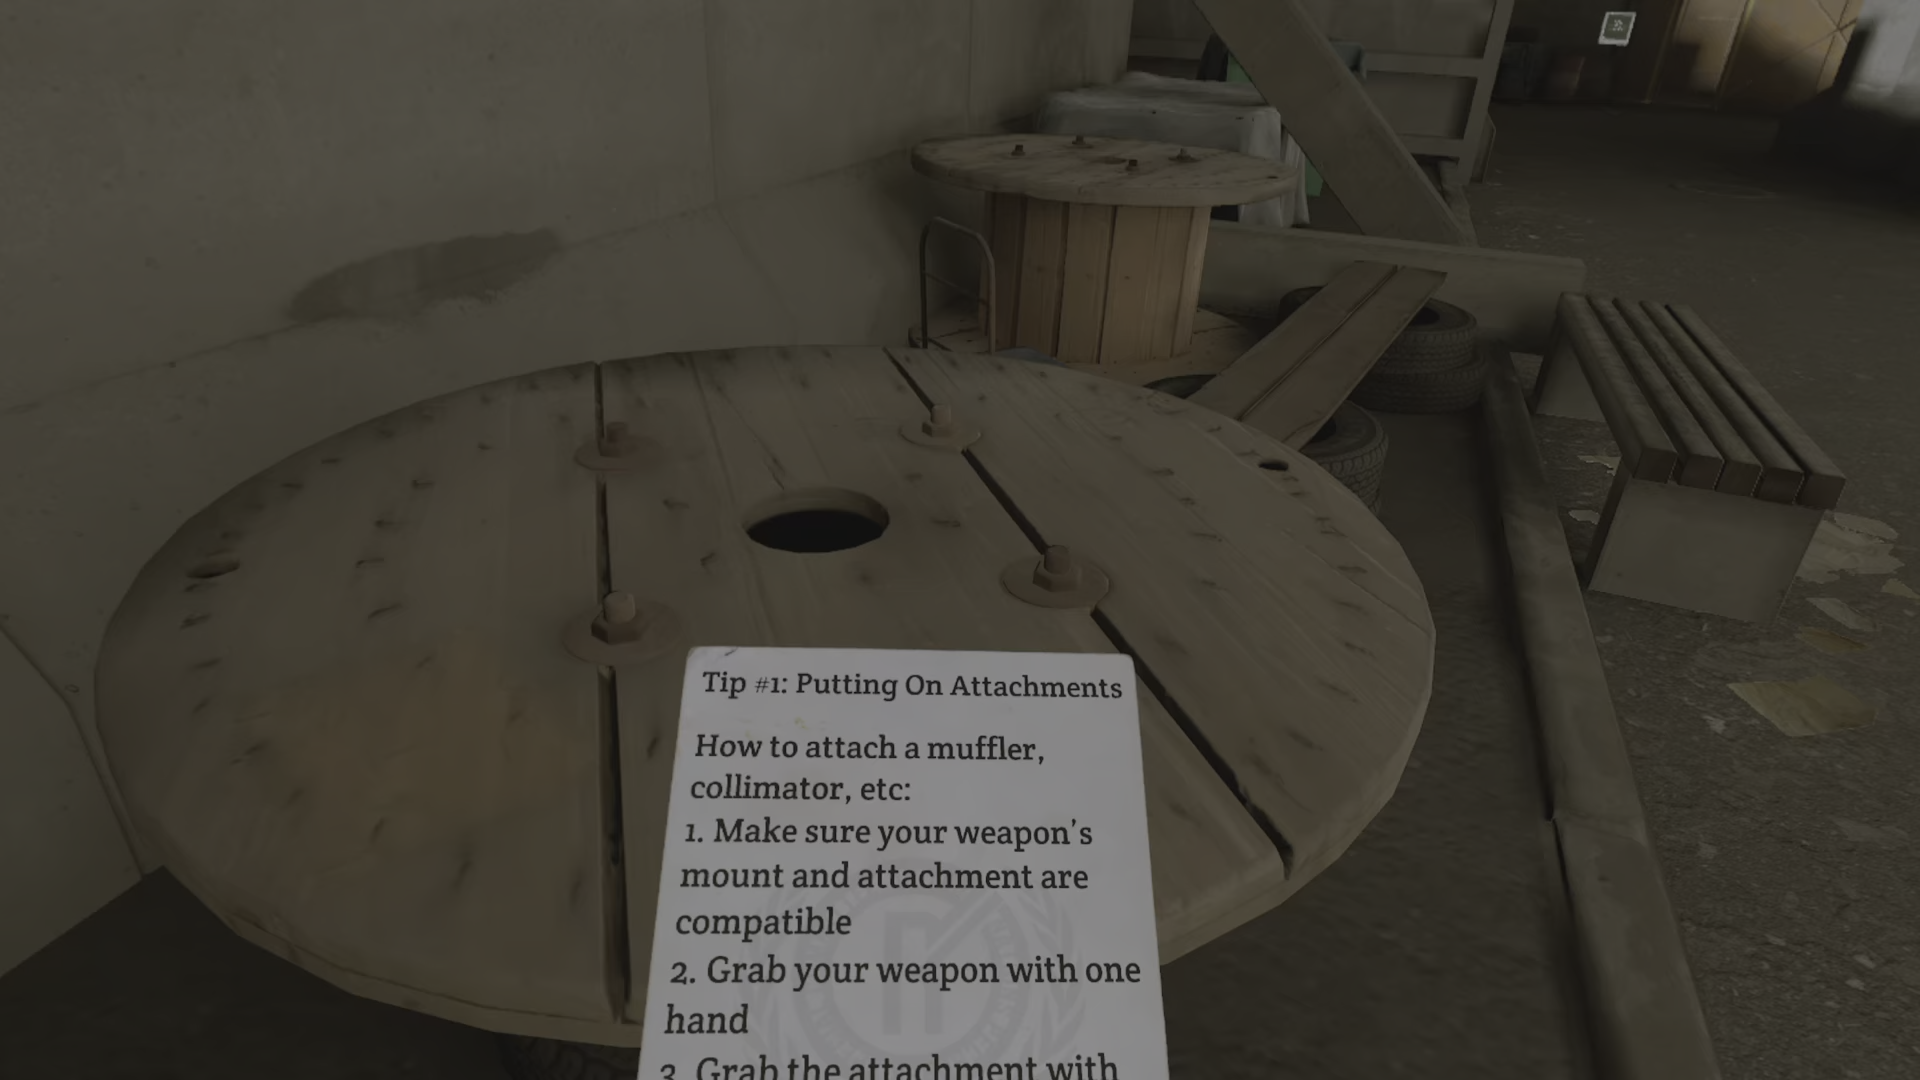 Tip #1: Putting On Attachments
How to attach a muffler,
collimator, etc:
1. Make sure your weapon's
mount and attachment are
compatible
2. Grab your weapon with one
hand
3. Grab the attachment with